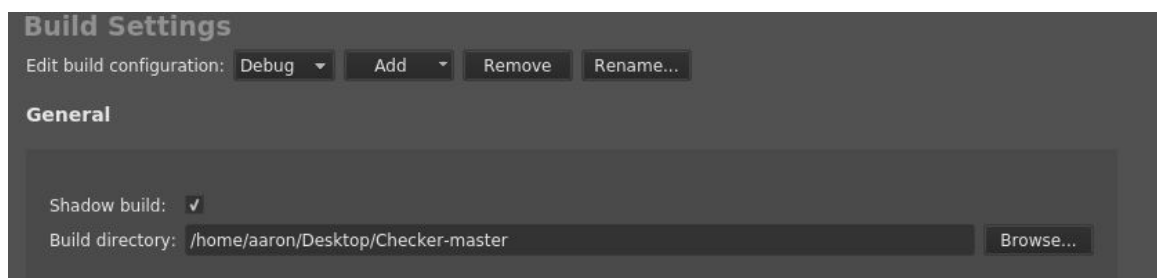 Build Settings
Edit build configuration: Debug Add Remove Rename...
General
Shadow build:
Build directory: /home/aaron/Desktop/Checker-master Browse...